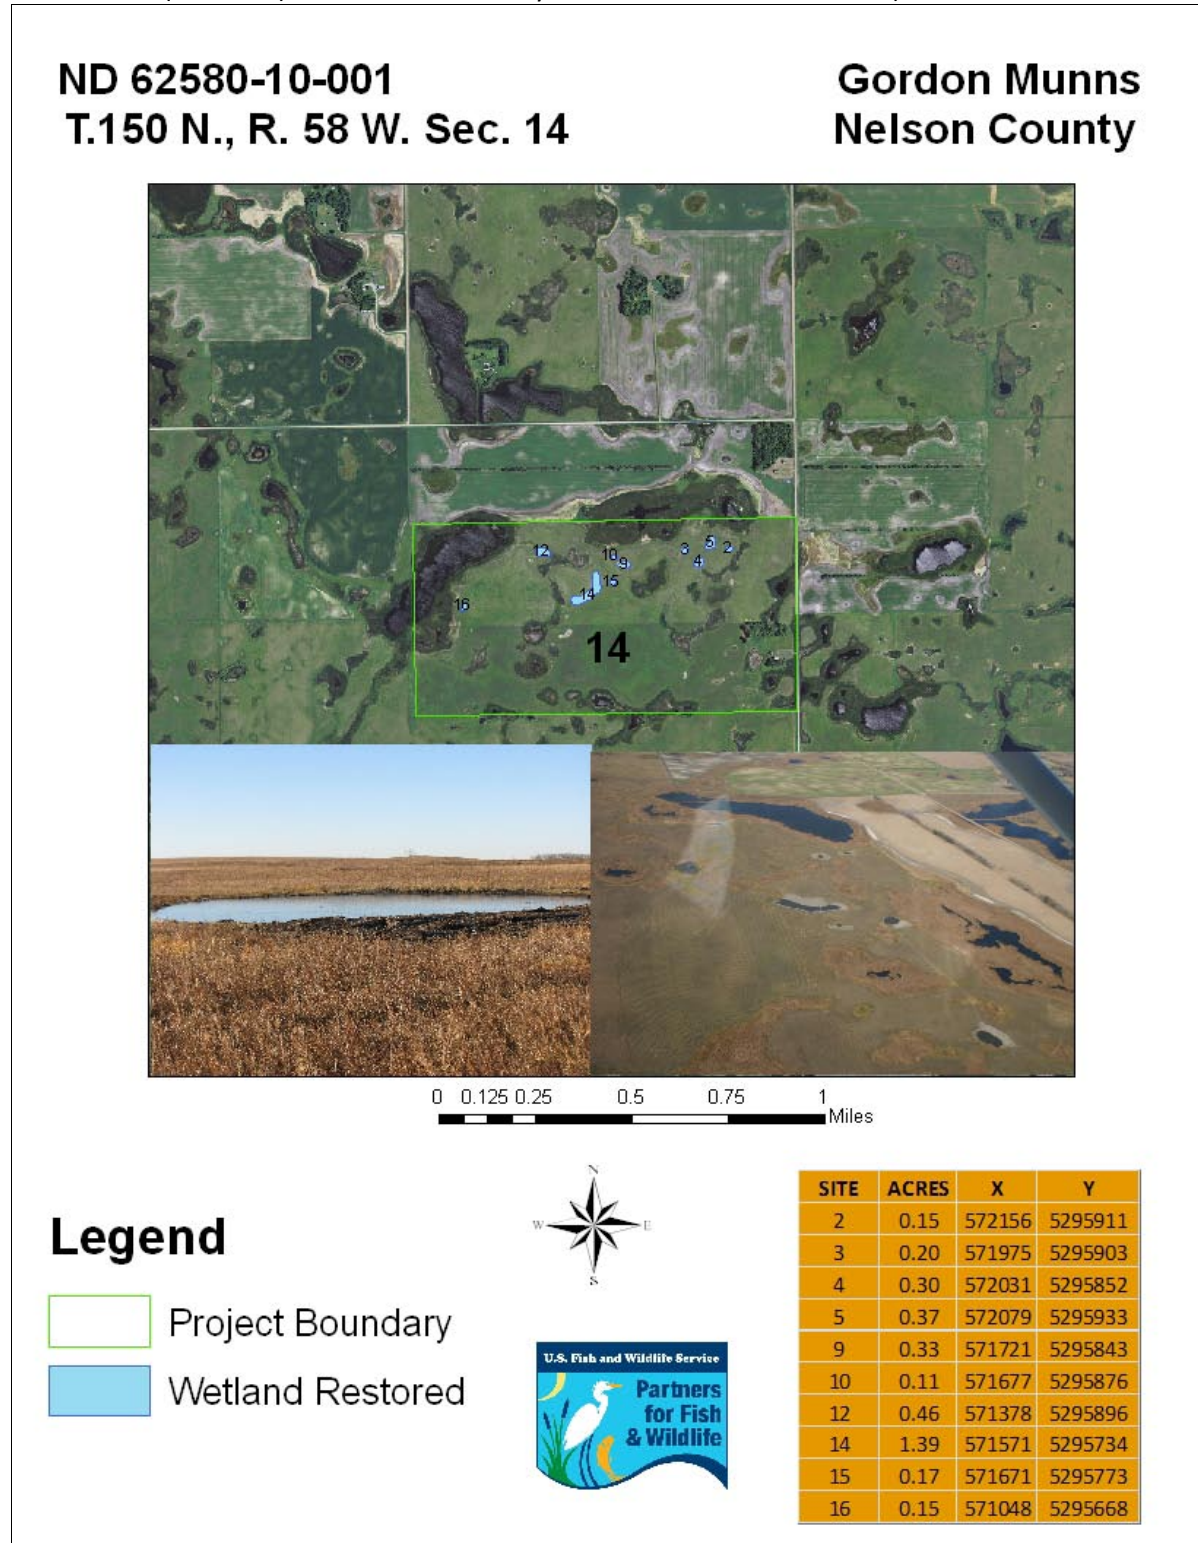 ND 62580-10-001
T.150 N., R. 58 W. Sec. 14
Gordon Munns
Nelson County
12
10
9
3
5
4
2
15
14
16
14
0 0.125 0.25 0.5 0.75 1
Miles
N
W E
S
Legend
Project Boundary
Wetland Restored
U.S. Fish and Wildlife Service
Partners
for Fish
& Wildlife
SITE ACRES X Y
2 0.15 572156 5295911
3 0.20 571975 5295903
4 0.30 572031 5295852
5 0.37 572079 5295933
9 0.33 571721 5295843
10 0.11 571677 5295876
12 0.46 571378 5295896
14 1.39 571571 5295734
15 0.17 571671 5295773
16 0.15 571048 5295668